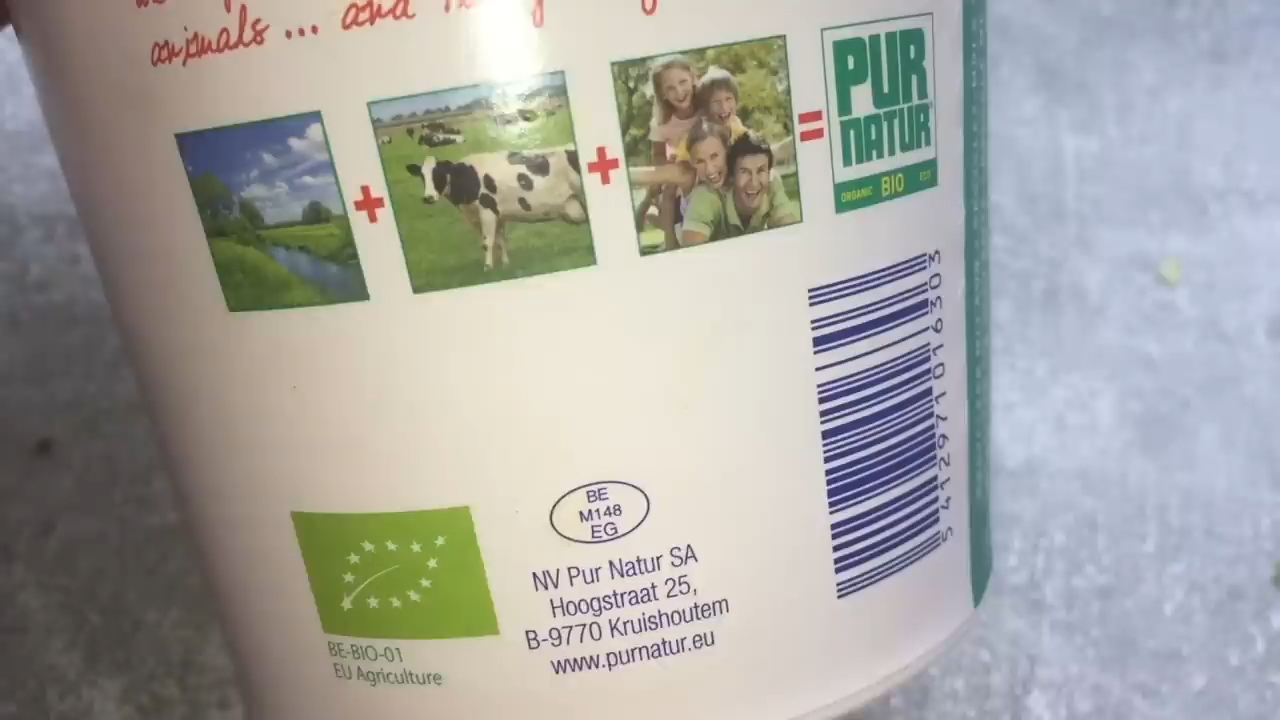 animals ... and
+
+
=
PUR
NATUR
ORGANIC BIO
BE
M148
EG
NV Pur Natur SA
Hoogstraat 25,
B-9770 Kruishoutem
www.purnatur.eu
BE-BIO-01
EU Agriculture
5 412971 016303